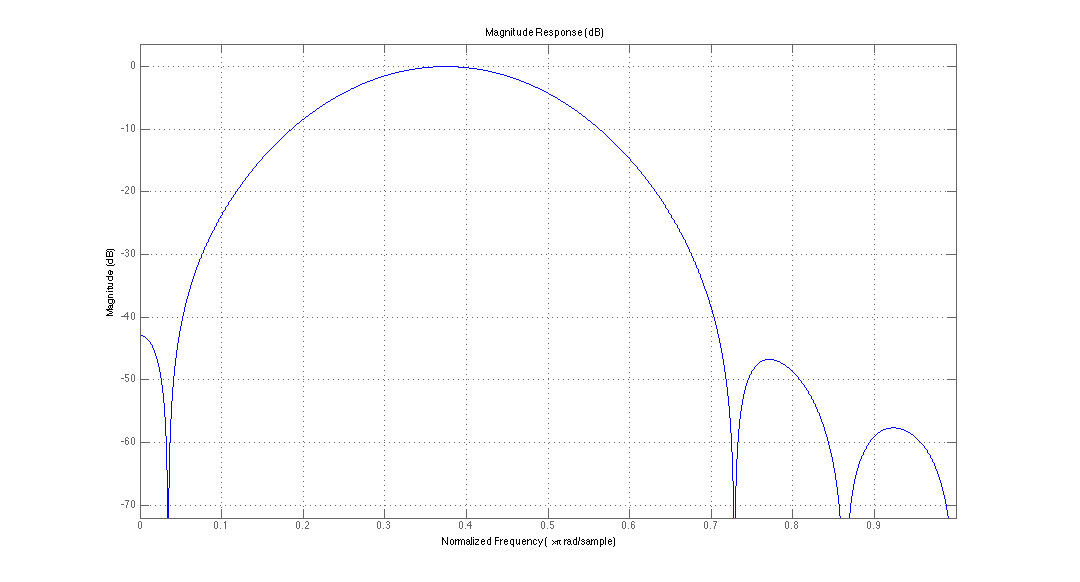 Magnitude Response (dB)
0
-10
-20
-30
-40
-50
-60
-70
Magnitude (dB)
0 0.1 0.2 0.3 0.4 0.5 0.6 0.7 0.8 0.9
Normalized Frequency ( ×π rad/sample)